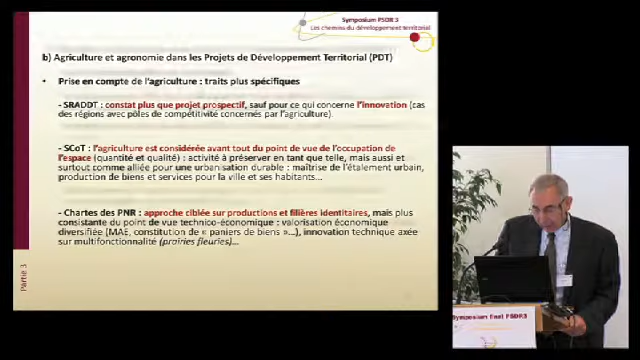 Symposium PSDR 3
Les chemins du développement territorial
b) Agriculture et agronomie dans les Projets de Développement Territorial (PDT)
• Prise en compte de l'agriculture : traits plus spécifiques
- SRADDT : constat plus que projet prospectif, sauf pour ce qui concerne l'innovation (cas
des régions avec pôles de compétitivité concernés par l'agriculture).
- SCoT : l'agriculture est considérée avant tout du point de vue de l'occupation de
l'espace (quantité et qualité) : activité à préserver en tant que telle, mais aussi et
surtout comme alliée pour une urbanisation durable : maîtrise de l'étalement urbain,
production de biens et services pour la ville et ses habitants...
- Chartes des PNR : approche ciblée sur productions et filières identitaires, mais plus
consistante du point de vue technico-économique : valorisation économique
diversifiée (MAE, constitution de « paniers de biens »...), innovation technique axée
sur multifonctionnalité (prairies fleuries)...
Partie 3
Symposium Final PSDR3